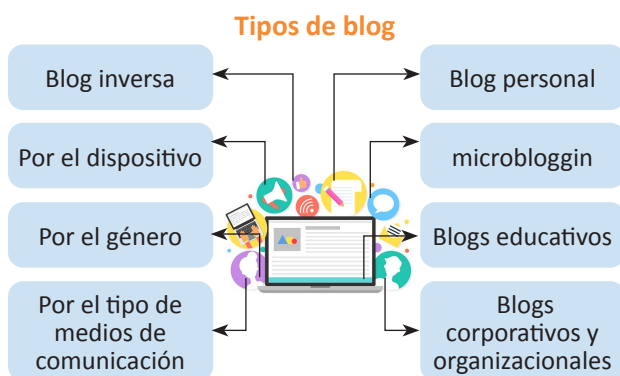 Tipos de blog
Blog inversa
Blog personal
Por el dispositivo
microbloggin
Por el género
Blogs educativos
Por el tipo de
medios de
comunicación
Blogs
corporativos y
organizacionales